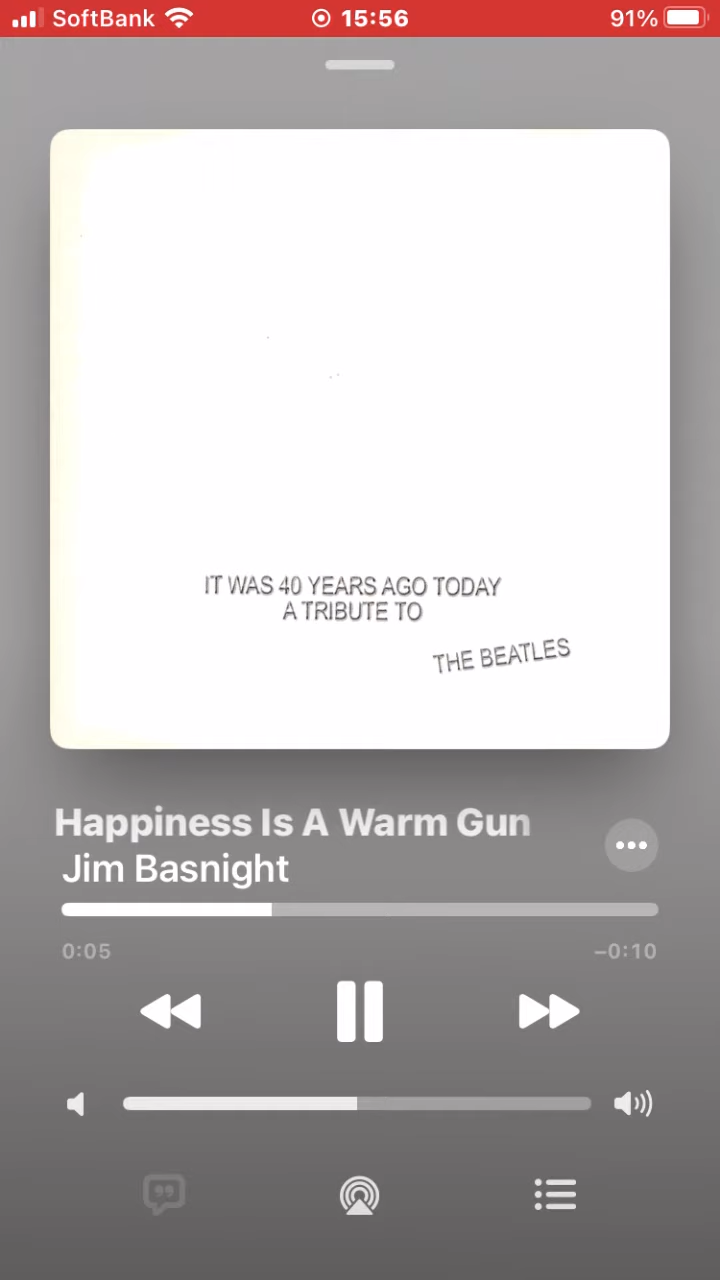 SoftBank 15:56 91%
IT WAS 40 YEARS AGO TODAY
A TRIBUTE TO
THE BEATLES
Happiness Is A Warm Gun
Jim Basnight
0:05 −0:10